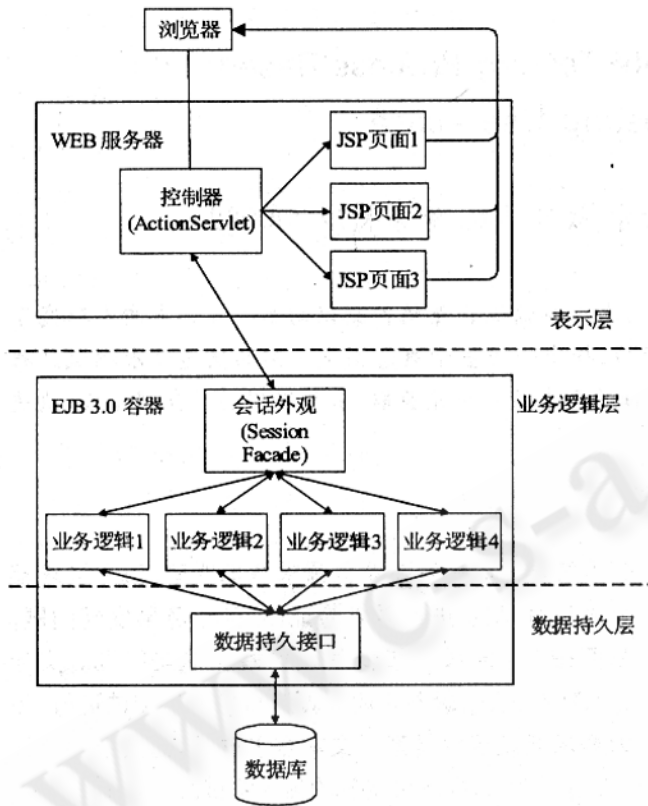 浏览器
WEB 服务器
JSP页面1
控制器
(ActionServlet)
JSP页面2
JSP页面3
表示层
EJB 3.0 容器
会话外观
(Session
Facade)
业务逻辑层
业务逻辑1
业务逻辑2
业务逻辑3
业务逻辑4
数据持久接口
数据持久层
数据库
www.c-s-a